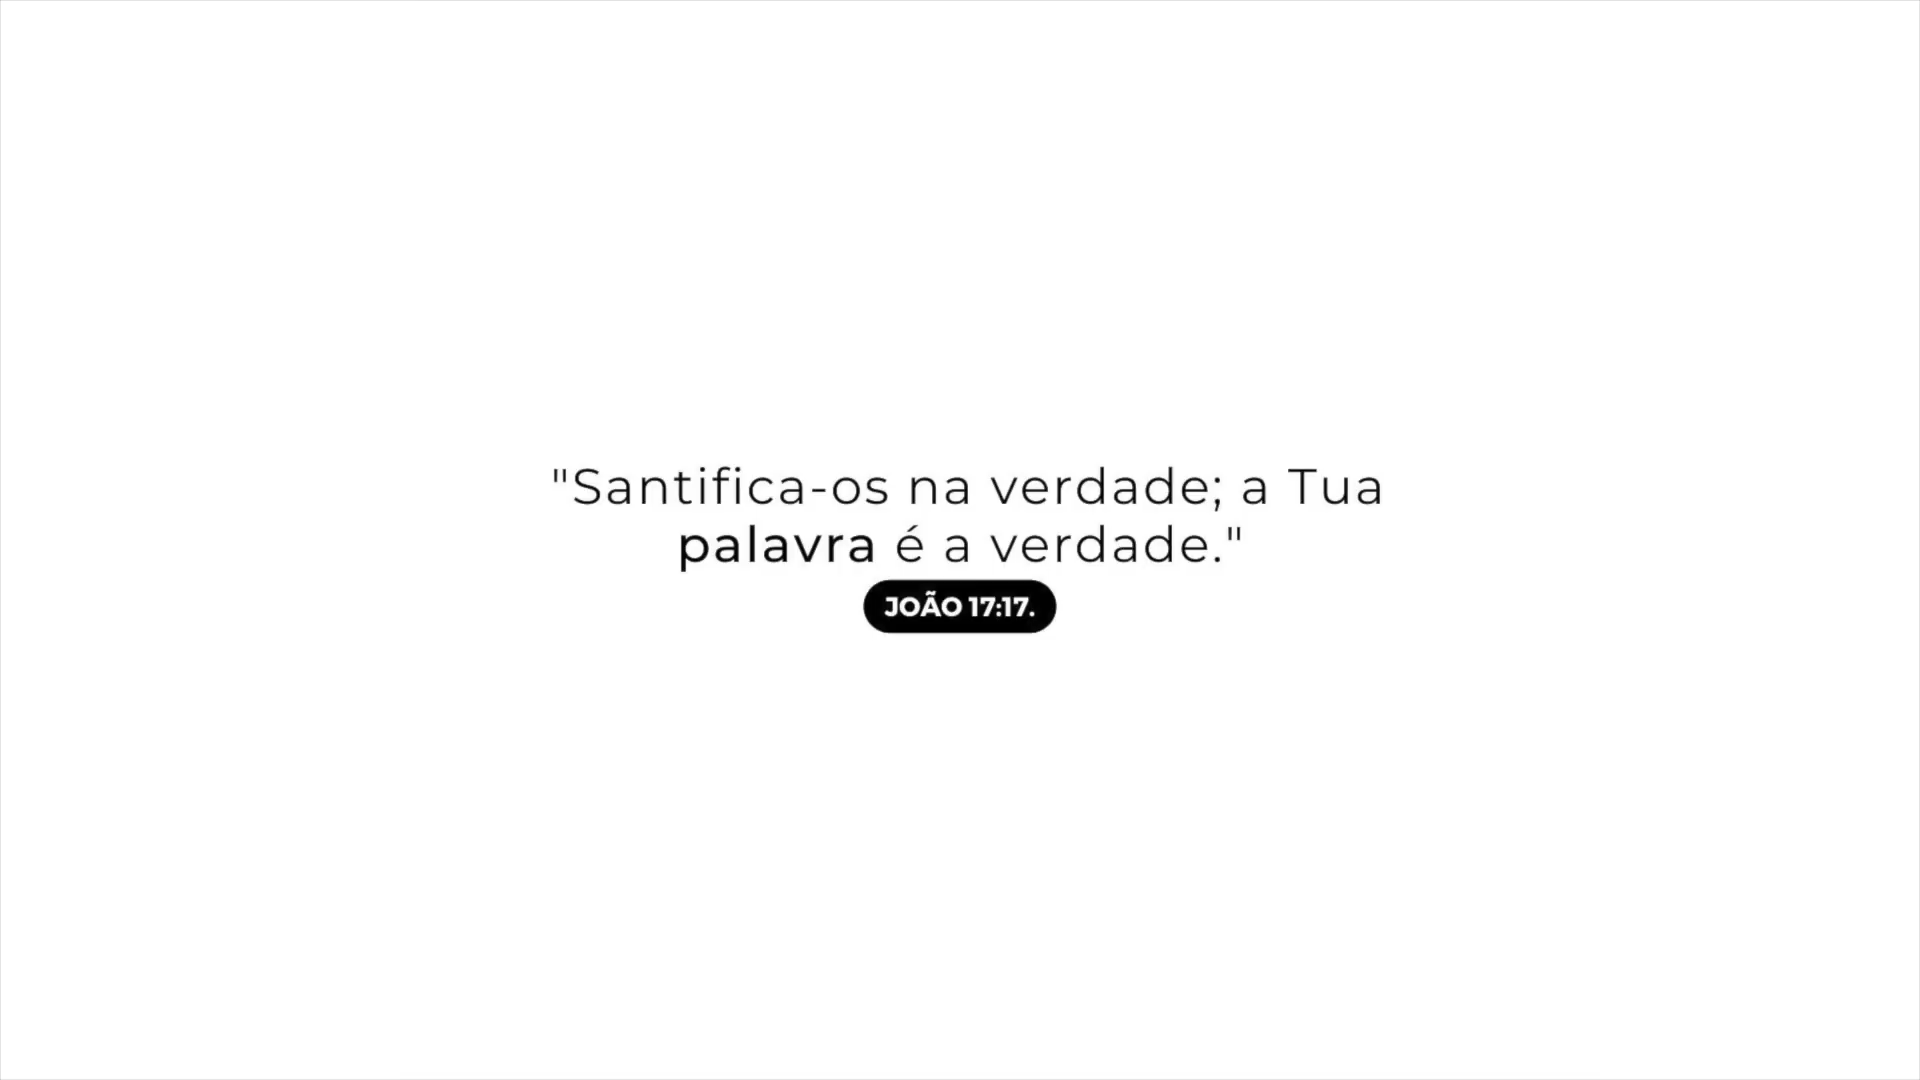 "Santifica-os na verdade; a Tua
palavra é a verdade."
JOÃO 17:17.